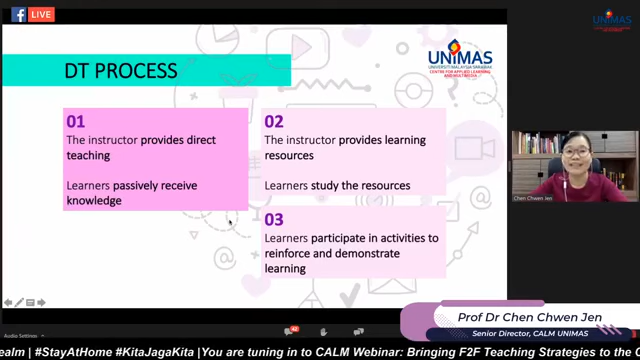 LIVE
UNIMAS
DT PROCESS
UNIMAS
UNIVERSITI MALAYSIA SARAWAK
CENTRE FOR APPLIED LEARNING
AND MULTIMEDIA
01
The instructor provides direct
teaching
Learners passively receive
knowledge
02
The instructor provides learning
resources
Learners study the resources
03
Learners participate in activities to
reinforce and demonstrate
learning
Chen Chwen Jen
Prof Dr Chen Chwen Jen
Senior Director, CALM UNIMAS
Audio Settings
ealm | #StayAtHome #KitaJagaKita |You are tuning in to CALM Webinar: Bringing F2F Teaching Strategies to the